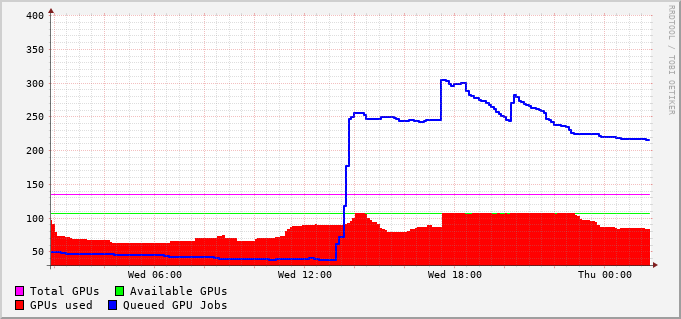 400
350
300
250
200
150
100
50
Wed 06:00 Wed 12:00 Wed 18:00 Thu 00:00
Total GPUs Available GPUs
GPUs used Queued GPU Jobs
RRDTOOL / TOBI OETIKER